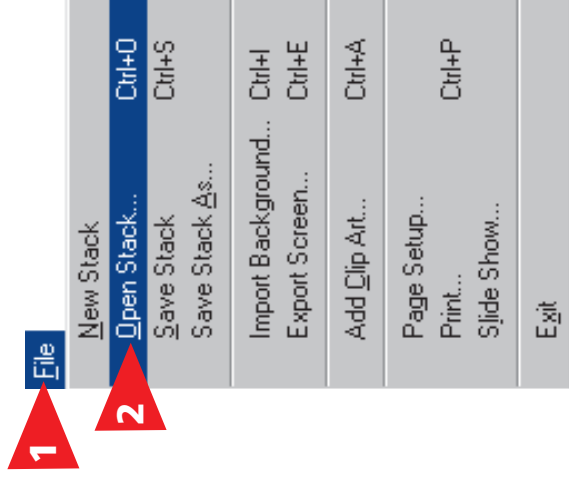 1
File
New Stack
2
Open Stack... Ctrl+O
Save Stack Ctrl+S
Save Stack As...
Import Background... Ctrl+I
Export Screen... Ctrl+E
Add Clip Art... Ctrl+A
Page Setup...
Print... Ctrl+P
Slide Show...
Exit